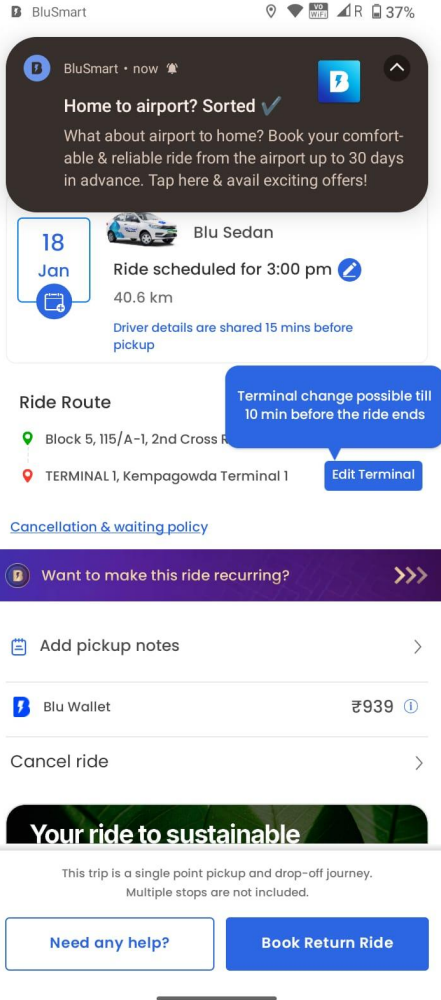 BluSmart
VO
WiFi
R
37%
BluSmart • now
Home to airport? Sorted ✔
What about airport to home? Book your comfort-
able & reliable ride from the airport up to 30 days
in advance. Tap here & avail exciting offers!
18
Jan
Blu Sedan
Ride scheduled for 3:00 pm
40.6 km
Driver details are shared 15 mins before
pickup
Terminal change possible till
10 min before the ride ends
Ride Route
Block 5, 115/A-1, 2nd Cross
TERMINAL 1, Kempagowda Terminal 1
Edit Terminal
Cancellation & waiting policy
Want to make this ride recurring?
Add pickup notes
Blu Wallet
₹939
Cancel ride
Your ride to sustainable
This trip is a single point pickup and drop-off journey.
Multiple stops are not included.
Need any help?
Book Return Ride